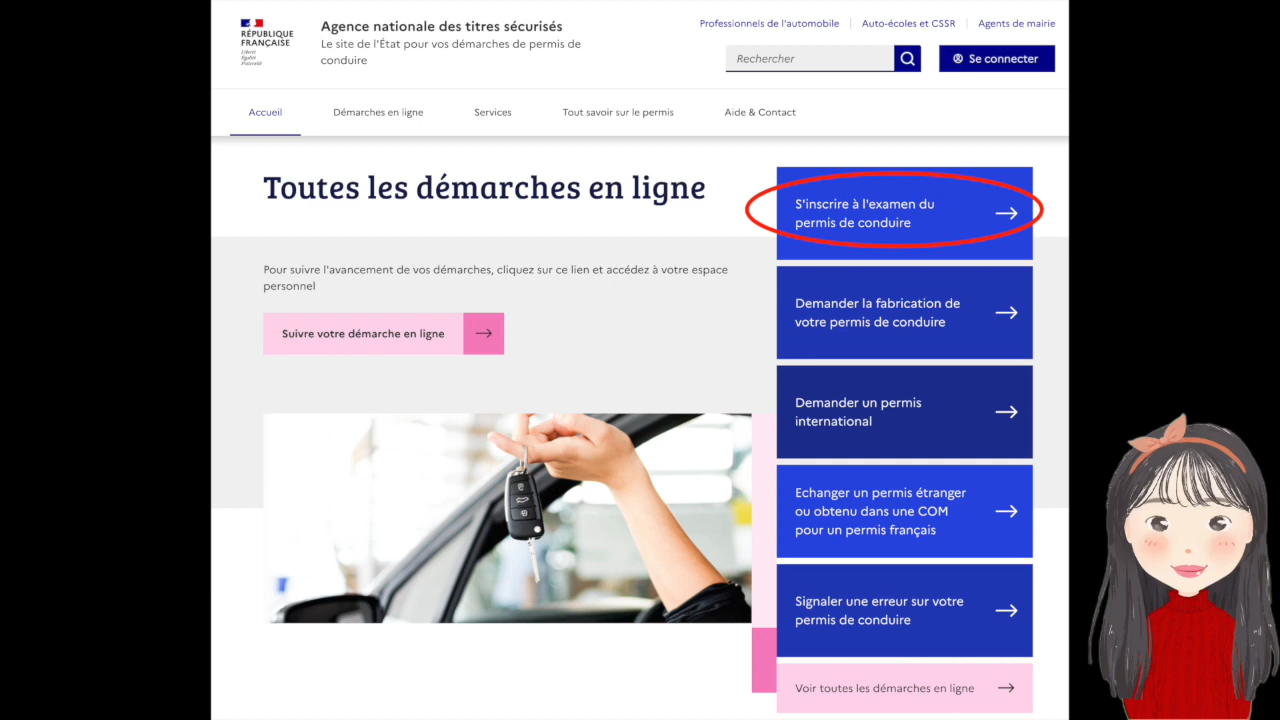 RÉPUBLIQUE
FRANÇAISE
Liberté
Égalité
Fraternité
Agence nationale des titres sécurisés
Le site de l'État pour vos démarches de permis de
conduire
Professionnels de l'automobile
Auto-écoles et CSSR
Agents de mairie
Rechercher
Se connecter
Accueil
Démarches en ligne
Services
Tout savoir sur le permis
Aide & Contact
Toutes les démarches en ligne
Pour suivre l'avancement de vos démarches, cliquez sur ce lien et accédez à votre espace
personnel
Suivre votre démarche en ligne
S'inscrire à l'examen du
permis de conduire
Demander la fabrication de
votre permis de conduire
Demander un permis
international
Echanger un permis étranger
ou obtenu dans une COM
pour un permis français
Signaler une erreur sur votre
permis de conduire
Voir toutes les démarches en ligne